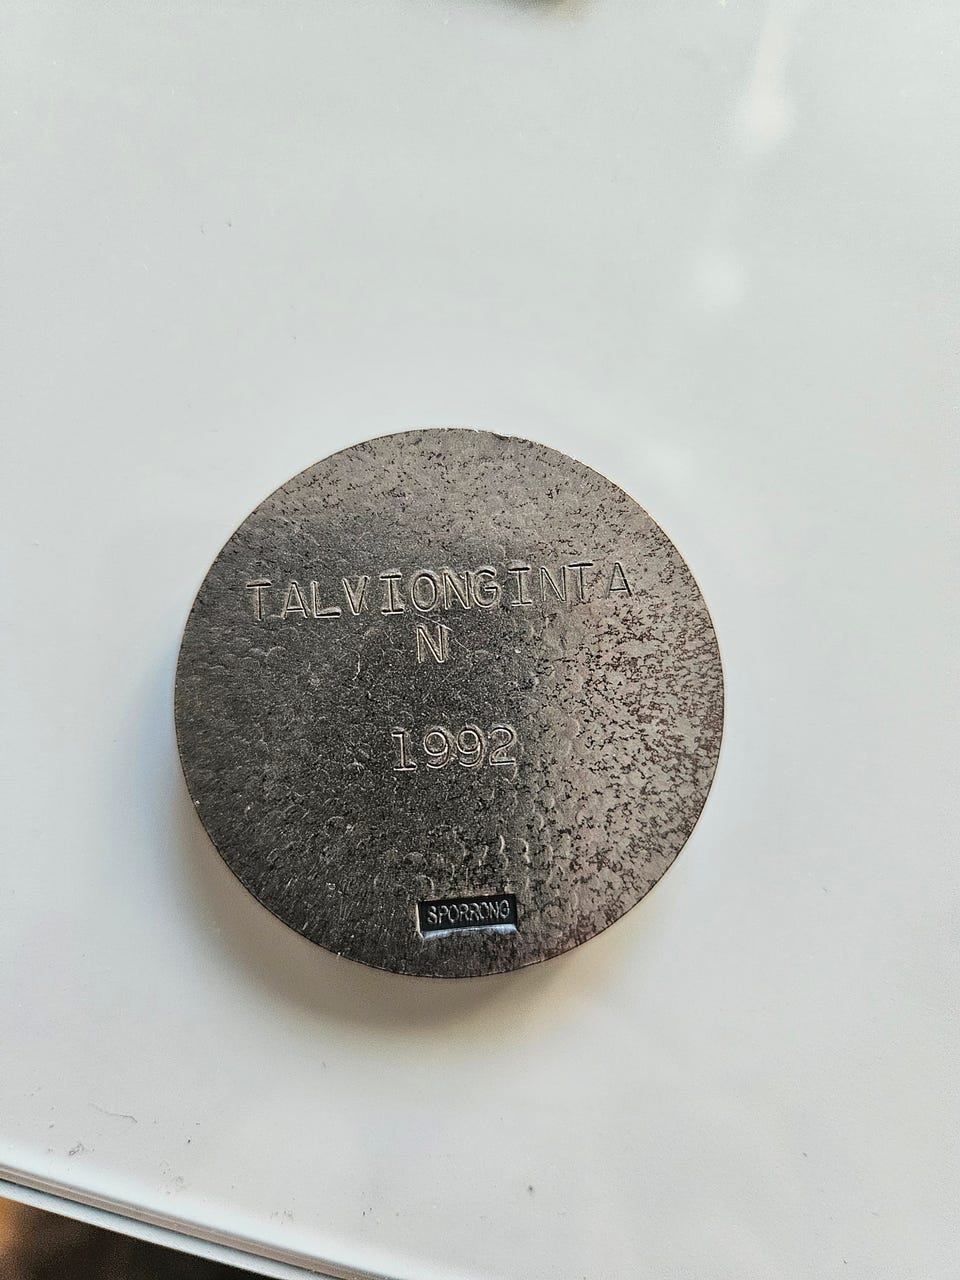 TALVIONGINTA
N
1992
SPORRONG